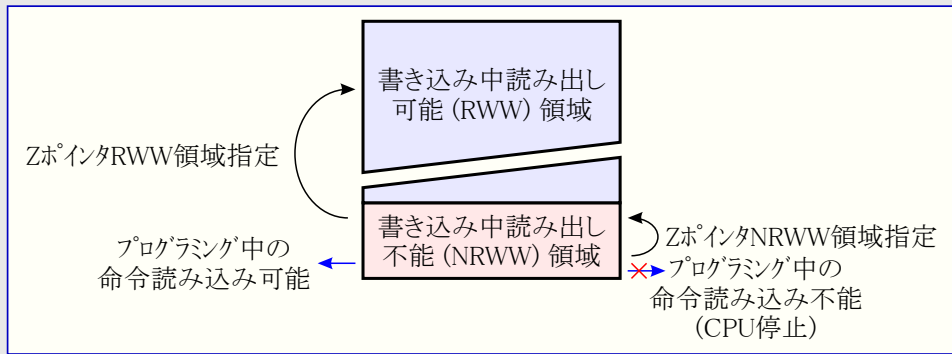 書き込み中読み出し
可能 (RWW) 領域
ZﾎﾟｲﾝﾀRWW領域指定
書き込み中読み出し
不能 (NRWW) 領域
ﾌﾟﾛｸﾞﾗﾐﾝｸﾞ中の
命令読み込み可能
ZﾎﾟｲﾝﾀNRWW領域指定
ﾌﾟﾛｸﾞﾗﾐﾝｸﾞ中の
命令読み込み不能
(CPU停止)